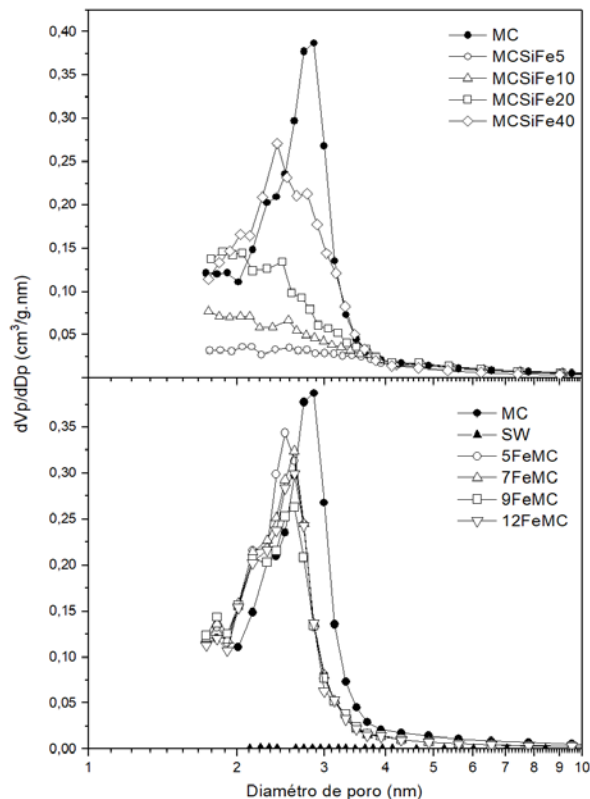 0,40
0,35
0,30
0,25
0,20
0,15
0,10
0,05
MC
MCSiFe5
MCSiFe10
MCSiFe20
MCSiFe40
dVp/dDp (cm³/g.nm)
0,35
0,30
0,25
0,20
0,15
0,10
0,05
0,00
MC
SW
5FeMC
7FeMC
9FeMC
12FeMC
1 2 3 4 5 6 7 8 9 10
Diamétro de poro (nm)